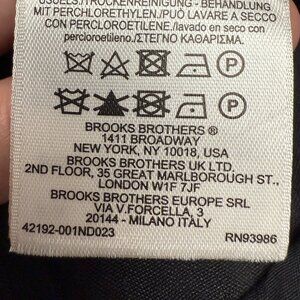 USELS./TROCKENREINIGUNG - BEHANDLUNG
MIT PERCHLORETHYLEN./PUÒ LAVARE A SECCO
CON PERCLOROETILENE./lavado en seco con
percloroetileno./ΣΤΕΓΝΟ ΚΑΘΑΡΙΣΜΑ.
P
P
BROOKS BROTHERS ®
1411 BROADWAY
NEW YORK, NY 10018, USA
BROOKS BROTHERS UK LTD.
2ND FLOOR, 35 GREAT MARLBOROUGH ST.,
LONDON W1F 7JF
BROOKS BROTHERS EUROPE SRL
VIA V.FORCELLA, 3
20144 - MILANO ITALY
42192-001ND023 RN93986